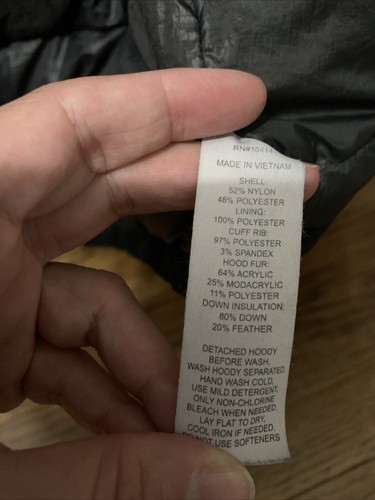 MADE IN VIETNAM
SHELL:
52% NYLON
48% POLYESTER
LINING:
100% POLYESTER
CUFF RIB:
97% POLYESTER
3% SPANDEX
HOOD FUR:
64% ACRYLIC
25% MODACRYLIC
11% POLYESTER
DOWN INSULATION:
80% DOWN
20% FEATHER
DETACHED HOODY
BEFORE WASH.
WASH HOODY SEPARATED.
HAND WASH COLD.
USE MILD DETERGENT.
ONLY NON-CHLORINE
BLEACH WHEN NEEDED.
LAY FLAT TO DRY.
COOL IRON IF NEEDED.
DO NOT USE SOFTENERS